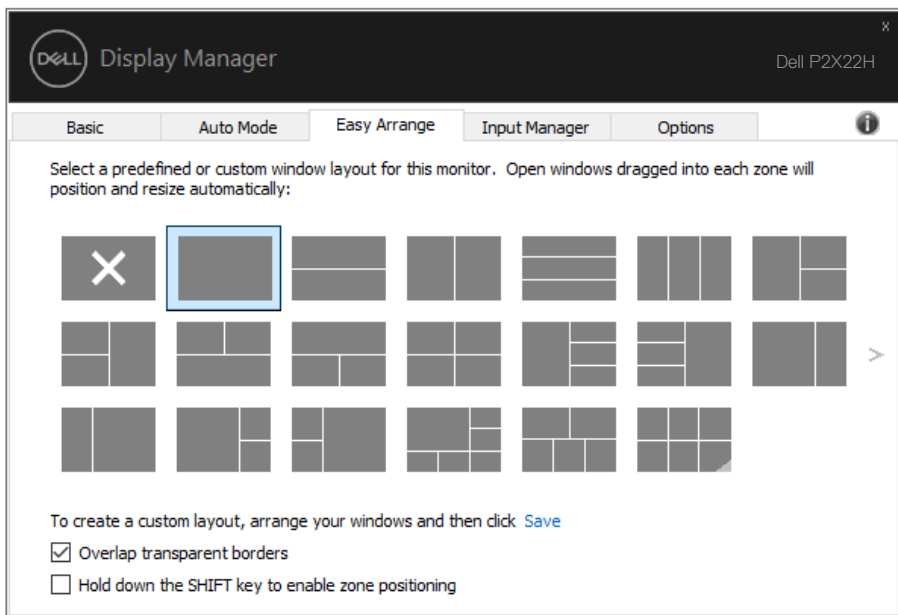 x
DELL Display Manager
Dell P2X22H
Basic Auto Mode Easy Arrange Input Manager Options i
Select a predefined or custom window layout for this monitor. Open windows dragged into each zone will
position and resize automatically:
>
To create a custom layout, arrange your windows and then click Save
Overlap transparent borders
Hold down the SHIFT key to enable zone positioning